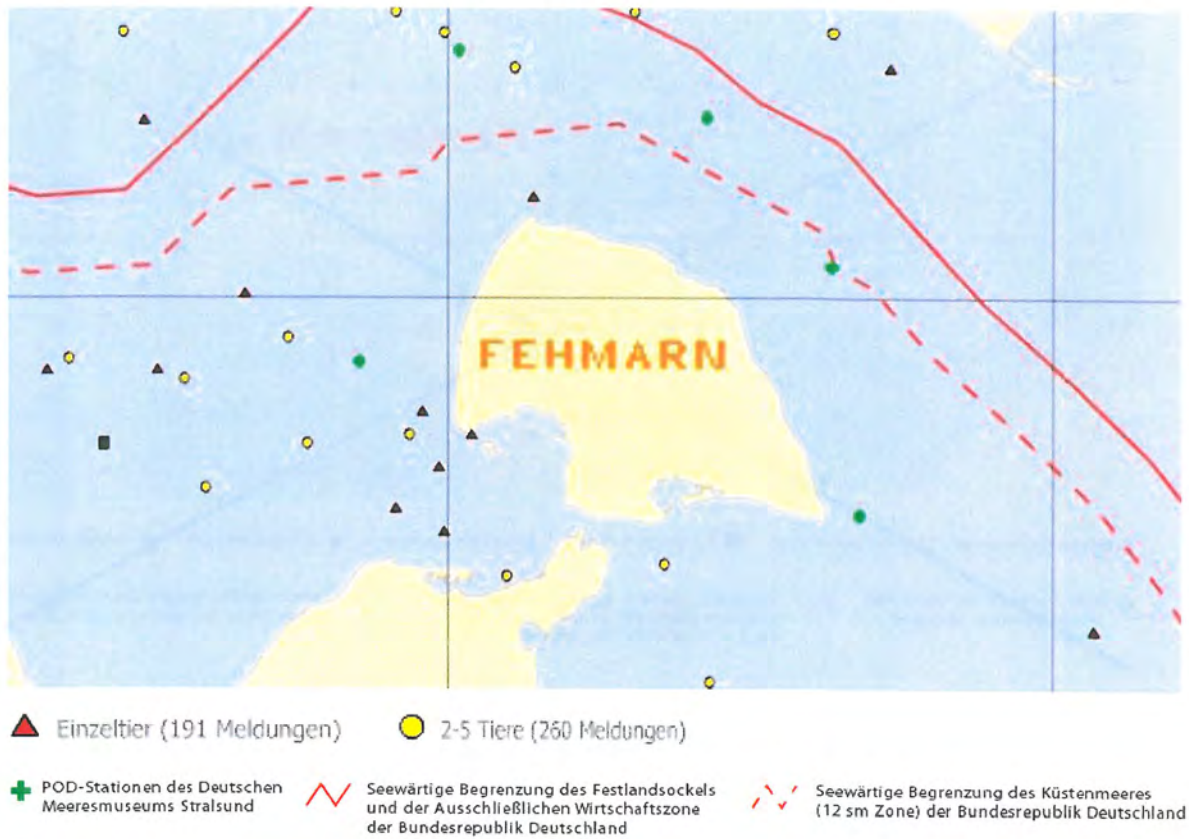 FEHMARN
Einzeltier (191 Meldungen)
2-5 Tiere (260 Meldungen)
POD-Stationen des Deutschen
Meeresmuseums Stralsund
Seewärtige Begrenzung des Festlandsockels
und der Ausschließlichen Wirtschaftszone
der Bundesrepublik Deutschland
Seewärtige Begrenzung des Küstenmeeres
(12 sm Zone) der Bundesrepublik Deutschland